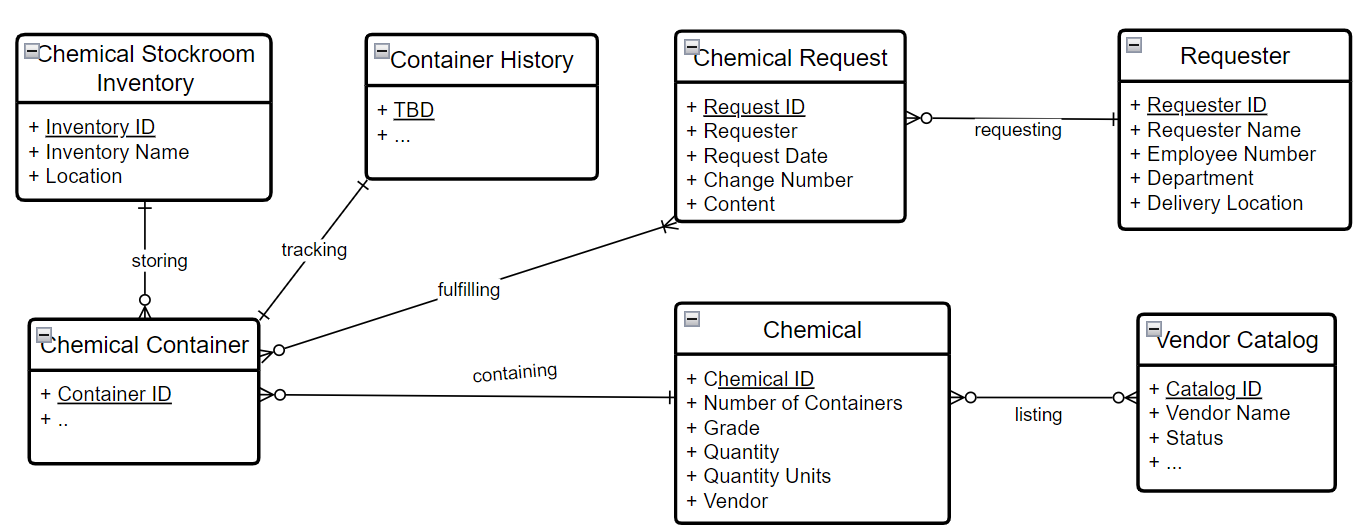 Chemical Stockroom
Inventory
+ Inventory ID
+ Inventory Name
+ Location
Container History
+ TBD
+ ...
Chemical Request
+ Request ID
+ Requester
+ Request Date
+ Change Number
+ Content
Requester
+ Requester ID
+ Requester Name
+ Employee Number
+ Department
+ Delivery Location
requesting
storing
tracking
fulfilling
Chemical Container
+ Container ID
+ ..
containing
Chemical
+ Chemical ID
+ Number of Containers
+ Grade
+ Quantity
+ Quantity Units
+ Vendor
listing
Vendor Catalog
+ Catalog ID
+ Vendor Name
+ Status
+ ...